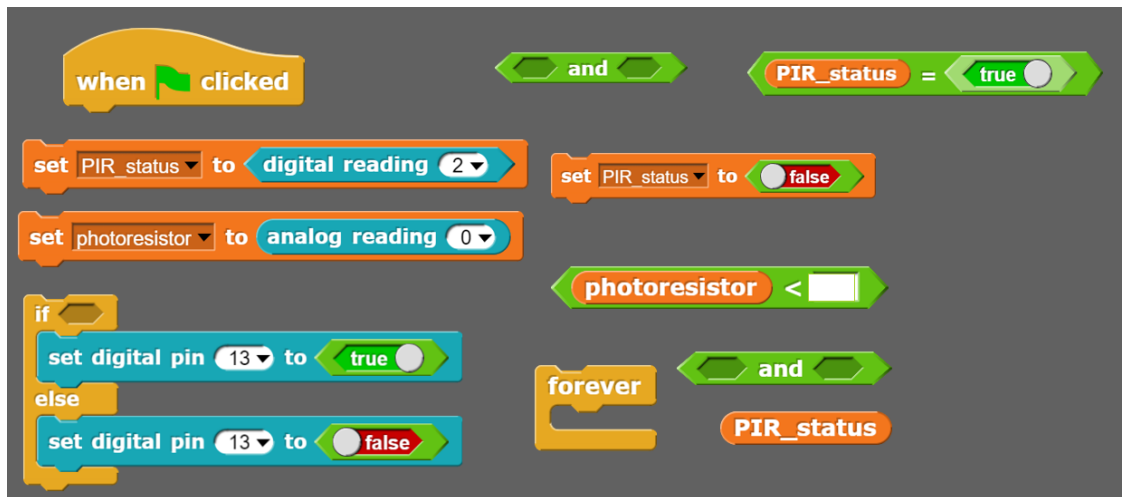 when clicked
and
PIR_status = true
set PIR_status to digital reading 2
set PIR_status to false
set photoresistor to analog reading 0
photoresistor <
if
set digital pin 13 to true
else
set digital pin 13 to false
forever
and
PIR_status